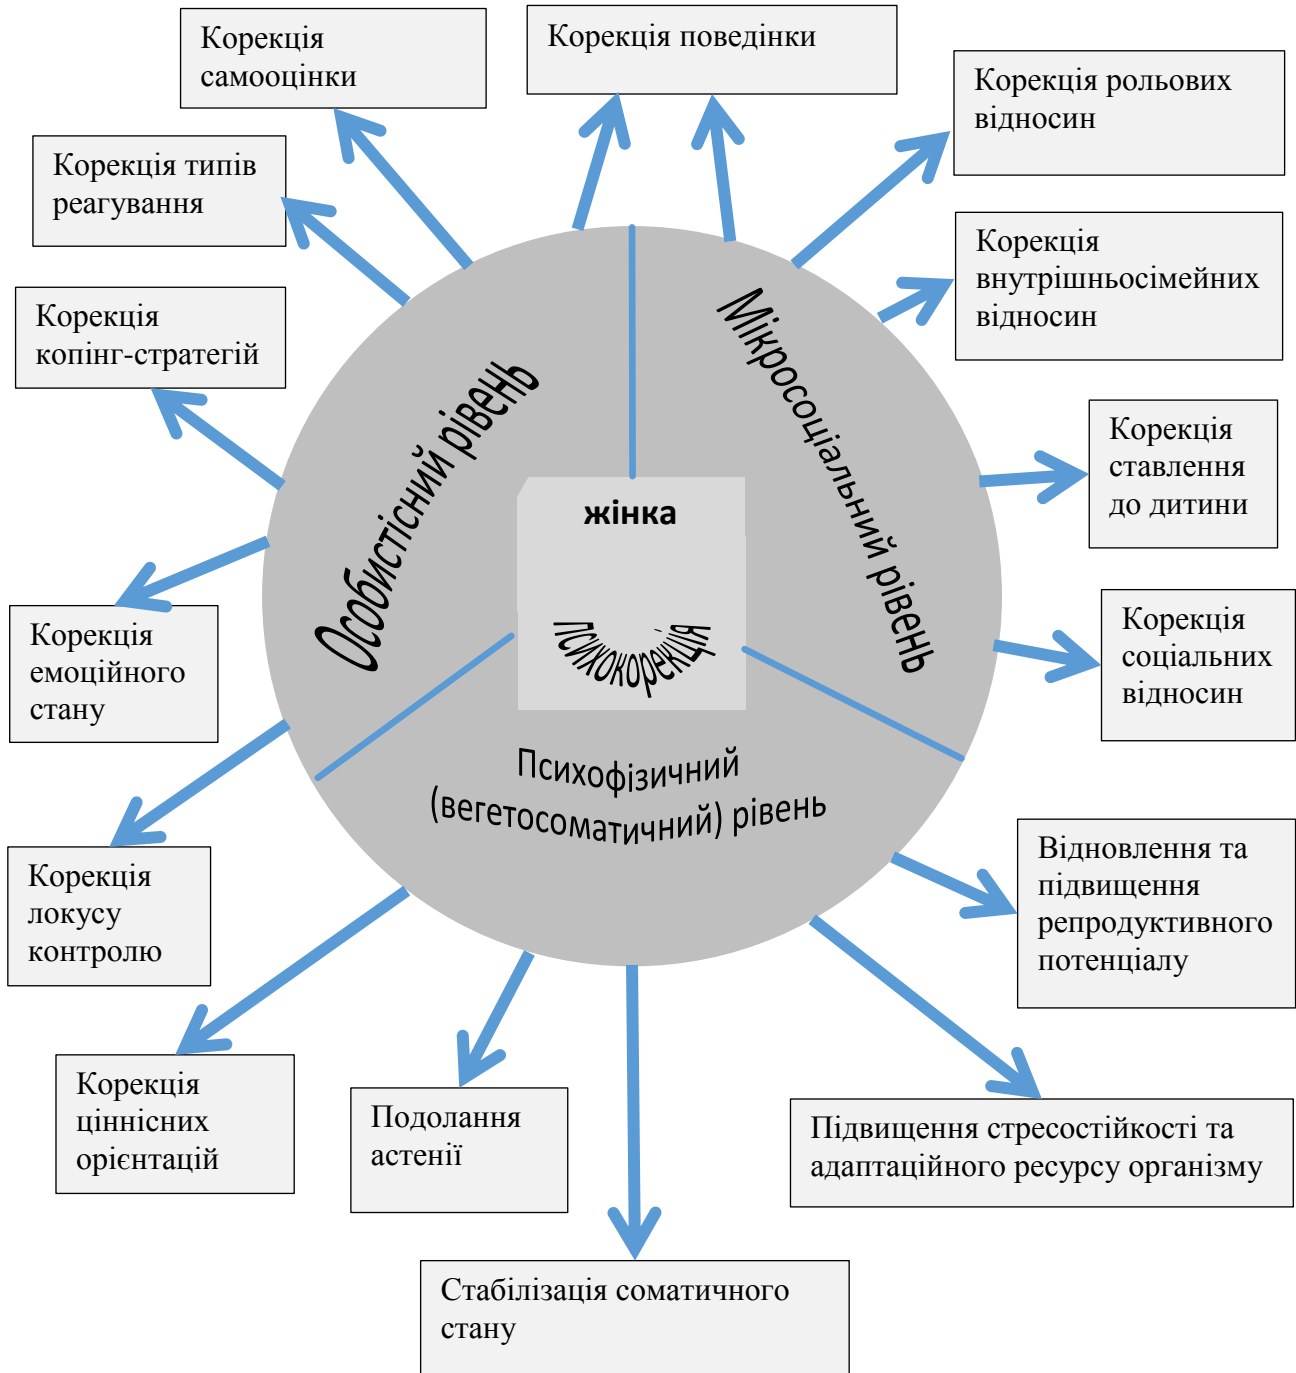 Корекція
самооцінки
Корекція поведінки
Корекція рольових
відносин
Корекція типів
реагування
Корекція
внутрішньосімейних
відносин
Корекція
копінг-стратегій
Корекція
ставлення
до дитини
Корекція
емоційного
стану
Корекція
соціальних
відносин
Особистісний рівень
Мікросоціальний рівень
жінка
психокорекція
Психофізичний
(вегетосоматичний) рівень
Корекція
локусу
контролю
Відновлення та
підвищення
репродуктивного
потенціалу
Корекція
ціннісних
орієнтацій
Подолання
астенії
Підвищення стресостійкості та
адаптаційного ресурсу організму
Стабілізація соматичного
стану